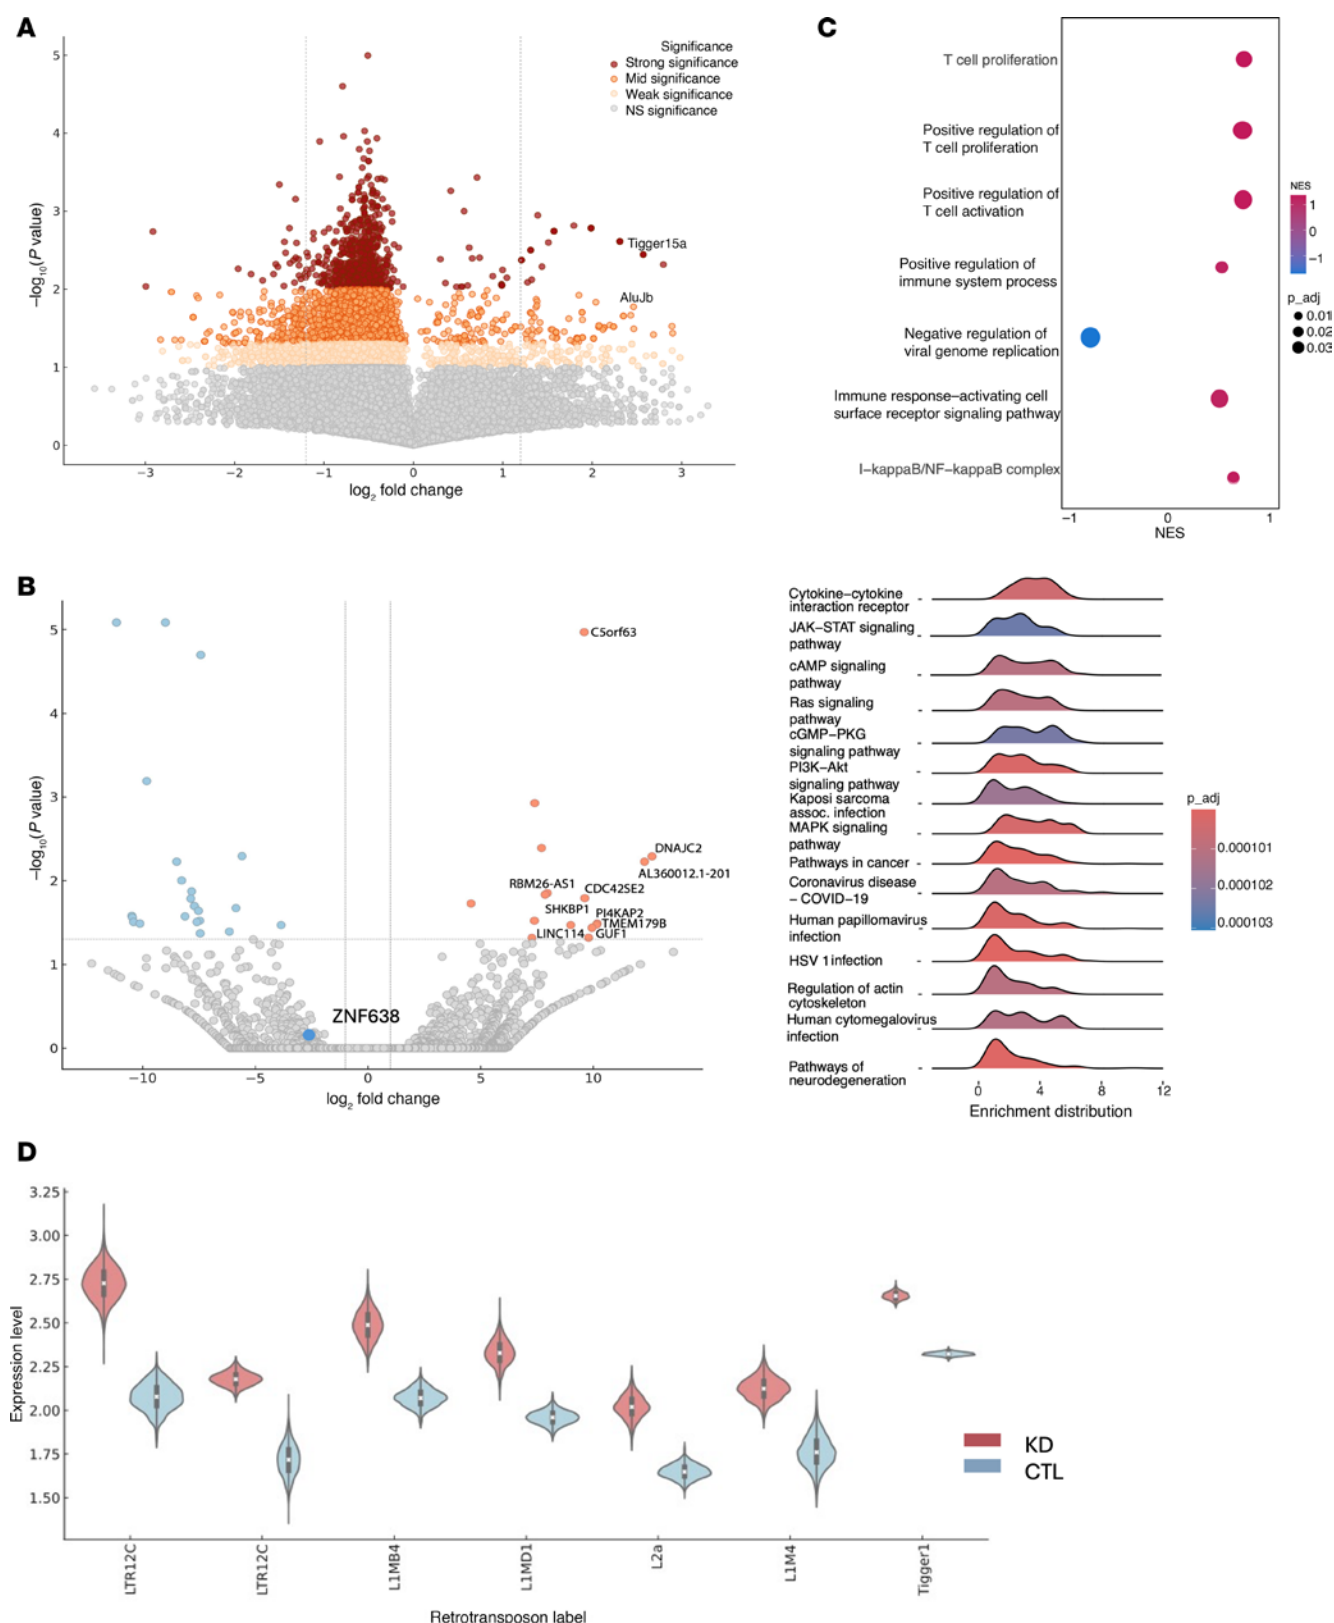 A
5
4
3
2
1
0
−log10(P value)
−3
−2
−1
0
1
2
3
log2 fold change
Significance
Strong significance
Mid significance
Weak significance
NS significance
Tigger15a
AluJb
C
T cell proliferation
Positive regulation of
T cell proliferation
Positive regulation of
T cell activation
Positive regulation of
immune system process
Negative regulation of
viral genome replication
Immune response−activating cell
surface receptor signaling pathway
I−kappaB/NF−kappaB complex
−1
0
1
NES
NES
1
0
−1
p_adj
0.01
0.02
0.03
B
5
4
3
2
1
0
−log10(P value)
−10
−5
0
5
10
log2 fold change
C5orf63
DNAJC2
AL360012.1-201
RBM26-AS1
CDC42SE2
SHKBP1
PI4KAP2
TMEM179B
LINC114
GUF1
ZNF638
Cytokine−cytokine
interaction receptor
JAK−STAT signaling
pathway
cAMP signaling
pathway
Ras signaling
pathway
cGMP−PKG
signaling pathway
PI3K−Akt
signaling pathway
Kaposi sarcoma
assoc. infection
MAPK signaling
pathway
Pathways in cancer
Coronavirus disease
− COVID−19
Human papillomavirus
infection
HSV 1 infection
Regulation of actin
cytoskeleton
Human cytomegalovirus
infection
Pathways of
neurodegeneration
0
4
8
12
Enrichment distribution
p_adj
0.000101
0.000102
0.000103
D
3.25
3.00
2.75
2.50
2.25
2.00
1.75
1.50
Expression level
KD
CTL
LTR12C
LTR12C
L1MB4
L1MD1
L2a
L1M4
Tigger1
Retrotransposon label